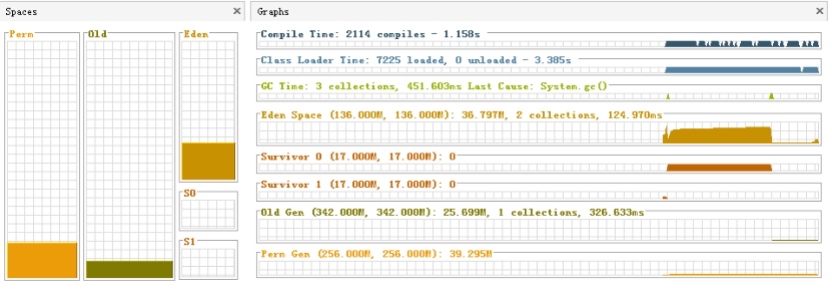 Spaces
Graphs
Perm
Old
Eden
S0
S1
Compile Time: 2114 compiles - 1.158s
Class Loader Time: 7225 loaded, 0 unloaded - 3.385s
GC Time: 3 collections, 451.603ms Last Cause: System.gc()
Eden Space (136.000M, 136.000M): 36.797M, 2 collections, 124.970ms
Survivor 0 (17.000M, 17.000M): 0
Survivor 1 (17.000M, 17.000M): 0
Old Gen (342.000M, 342.000M): 25.699M, 1 collections, 326.633ms
Perm Gen (256.000M, 256.000M): 39.295M